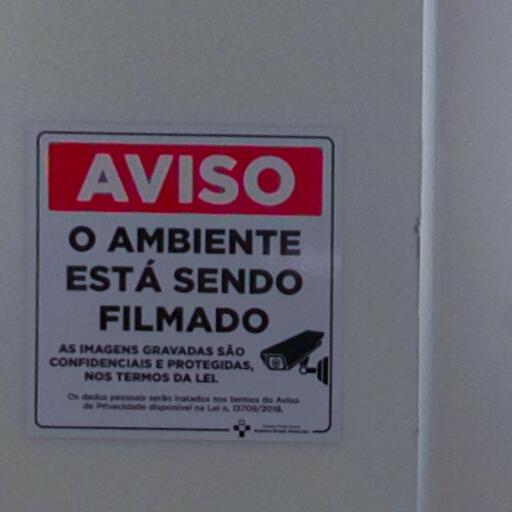 AVISO
O AMBIENTE
ESTÁ SENDO
FILMADO
AS IMAGENS GRAVADAS SÃO
CONFIDENCIAIS E PROTEGIDAS,
NOS TERMOS DA LEI.
Os dados pessoais serão tratados nos termos do Aviso
de Privacidade disponível na Lei n. 13709/2018.